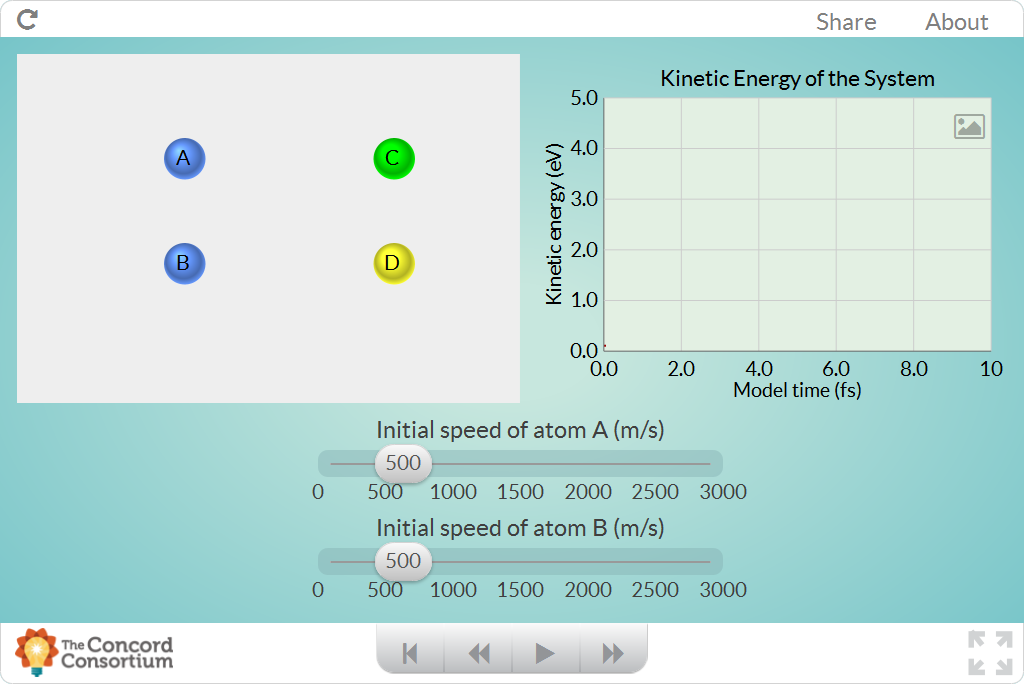 Share About
A
C
B
D
Kinetic Energy of the System
5.0
4.0
3.0
2.0
1.0
0.0
Kinetic energy (eV)
0.0 2.0 4.0 6.0 8.0 10
Model time (fs)
Initial speed of atom A (m/s)
500
0 500 1000 1500 2000 2500 3000
Initial speed of atom B (m/s)
500
0 500 1000 1500 2000 2500 3000
The Concord
Consortium